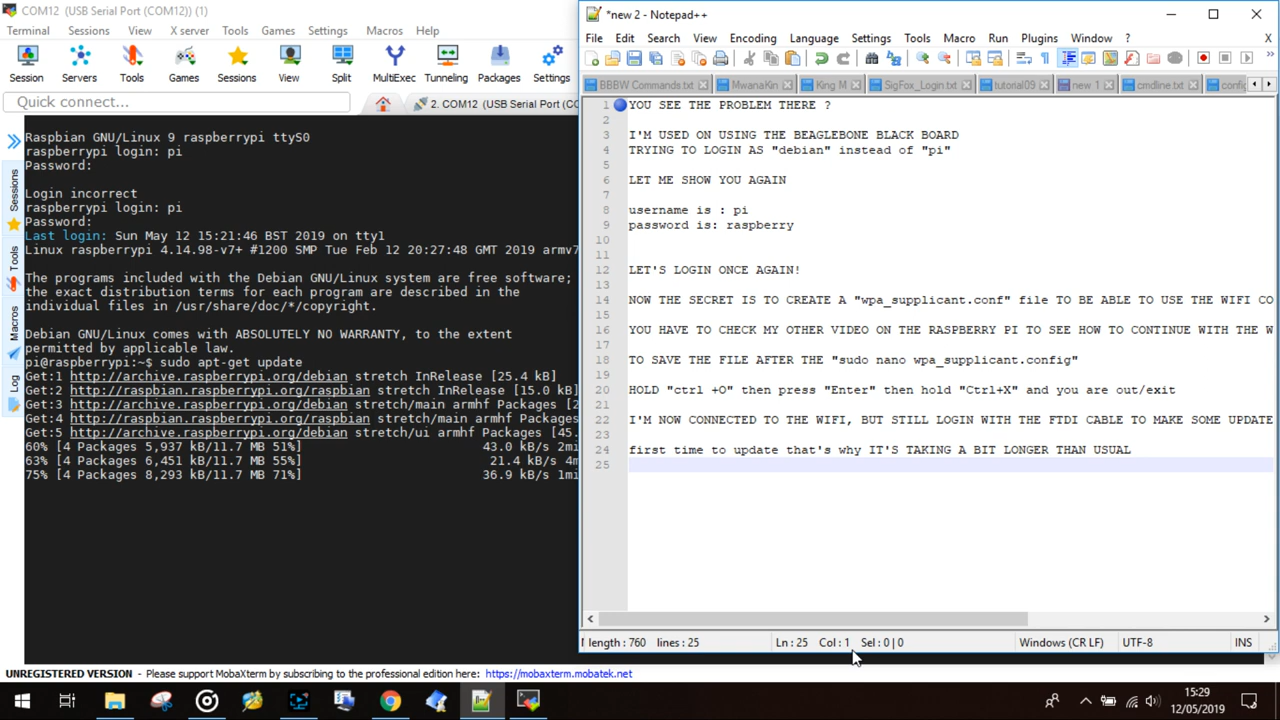 COM12 (USB Serial Port (COM12)) (1)
Terminal Sessions View X server Tools Games Settings Macros Help
Session Servers Tools Games Sessions View Split MultiExec Tunneling Packages Settings
Quick connect...
2. COM12 (USB Serial Port (CO
Sessions
Tools
Macros
Log
Raspbian GNU/Linux 9 raspberrypi ttyS0
raspberrypi login: pi
Password:
Login incorrect
raspberrypi login: pi
Password:
Last login: Sun May 12 15:21:46 BST 2019 on tty1
Linux raspberrypi 4.14.98-v7+ #1200 SMP Tue Feb 12 20:27:48 GMT 2019 armv7
The programs included with the Debian GNU/Linux system are free software;
the exact distribution terms for each program are described in the
individual files in /usr/share/doc/*/copyright.
Debian GNU/Linux comes with ABSOLUTELY NO WARRANTY, to the extent
permitted by applicable law.
pi@raspberrypi:~$ sudo apt-get update
Get:1 http://archive.raspberrypi.org/debian stretch InRelease [25.4 kB]
Get:2 http://raspbian.raspberrypi.org/raspbian stretch InRelease [15.0 kB]
Get:3 http://archive.raspberrypi.org/debian stretch/main armhf Packages [2
Get:4 http://raspbian.raspberrypi.org/raspbian stretch/main armhf Packages
Get:5 http://archive.raspberrypi.org/debian stretch/ui armhf Packages [45.
60% [4 Packages 5,937 kB/11.7 MB 51%] 43.0 kB/s 2mi
63% [4 Packages 6,451 kB/11.7 MB 55%] 21.4 kB/s 4m
75% [4 Packages 8,293 kB/11.7 MB 71%] 36.9 kB/s 1mi
UNREGISTERED VERSION - Please support MobaXterm by subscribing to the professional edition here: https://mobaxterm.mobatek.net
*new 2 - Notepad++
File Edit Search View Encoding Language Settings Tools Macro Run Plugins Window ? X
BBBW Commands.txt MwanaKin King M SigFox_Login.txt tutorial09 new 1 cmdline.txt config
1 YOU SEE THE PROBLEM THERE ?
2
3 I'M USED ON USING THE BEAGLEBONE BLACK BOARD
4 TRYING TO LOGIN AS "debian" instead of "pi"
5
6 LET ME SHOW YOU AGAIN
7
8 username is : pi
9 password is: raspberry
10
11
12 LET'S LOGIN ONCE AGAIN!
13
14 NOW THE SECRET IS TO CREATE A "wpa_supplicant.conf" file TO BE ABLE TO USE THE WIFI CO
15
16 YOU HAVE TO CHECK MY OTHER VIDEO ON THE RASPBERRY PI TO SEE HOW TO CONTINUE WITH THE W
17
18 TO SAVE THE FILE AFTER THE "sudo nano wpa_supplicant.config"
19
20 HOLD "ctrl +O" then press "Enter" then hold "Ctrl+X" and you are out/exit
21
22 I'M NOW CONNECTED TO THE WIFI, BUT STILL LOGIN WITH THE FTDI CABLE TO MAKE SOME UPDATE
23
24 first time to update that's why IT'S TAKING A BIT LONGER THAN USUAL
25
length : 760 lines : 25 Ln : 25 Col : 1 Sel : 0 | 0 Windows (CR LF) UTF-8 INS
15:29
12/05/2019